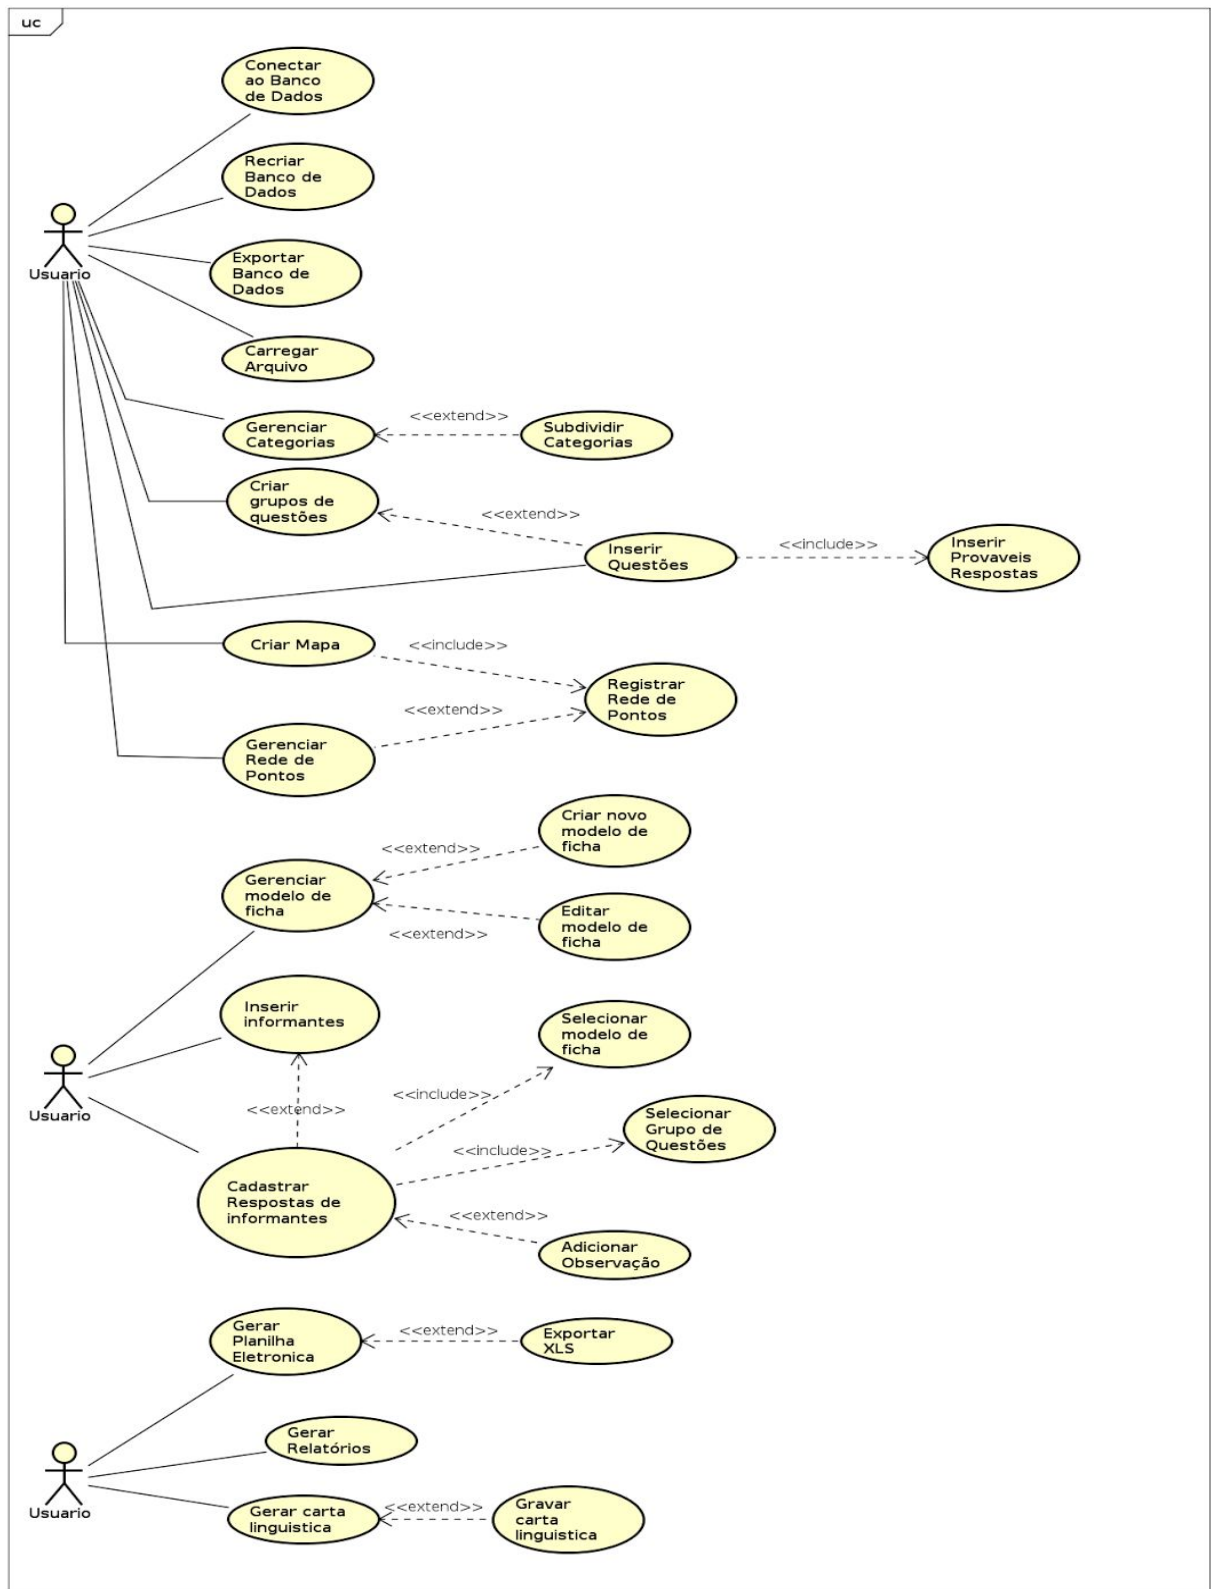 uc
Conectar
ao Banco
de Dados
Recriar
Banco de
Dados
Usuario
Exportar
Banco de
Dados
Carregar
Arquivo
Gerenciar
Categorias
<<extend>>
Subdividir
Categorias
Criar
grupos de
questões
<<extend>>
Inserir
Questões
<<include>>
Inserir
Provaveis
Respostas
Criar Mapa
<<include>>
Registrar
Rede de
Pontos
<<extend>>
Gerenciar
Rede de
Pontos
Criar novo
modelo de
ficha
<<extend>>
Gerenciar
modelo de
ficha
Editar
modelo de
ficha
<<extend>>
Inserir
informantes
Selecionar
modelo de
ficha
Usuario
<<extend>>
<<include>>
Selecionar
Grupo de
Questões
<<include>>
Cadastrar
Respostas de
informantes
<<extend>>
Adicionar
Observação
Gerar
Planilha
Eletronica
<<extend>>
Exportar
XLS
Gerar
Relatórios
Usuario
Gerar carta
linguistica
<<extend>>
Gravar
carta
linguistica